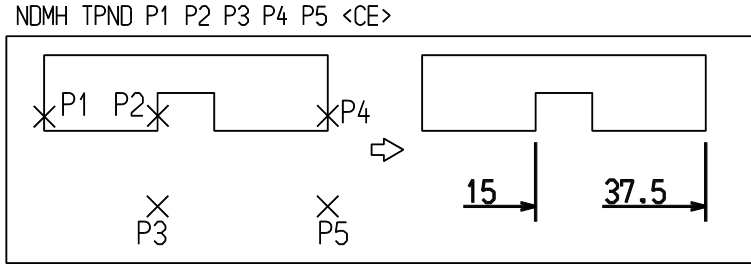 NDMH TPND P1 P2 P3 P4 P5 <CE>
P1 P2 P4
15 37.5
P3 P5